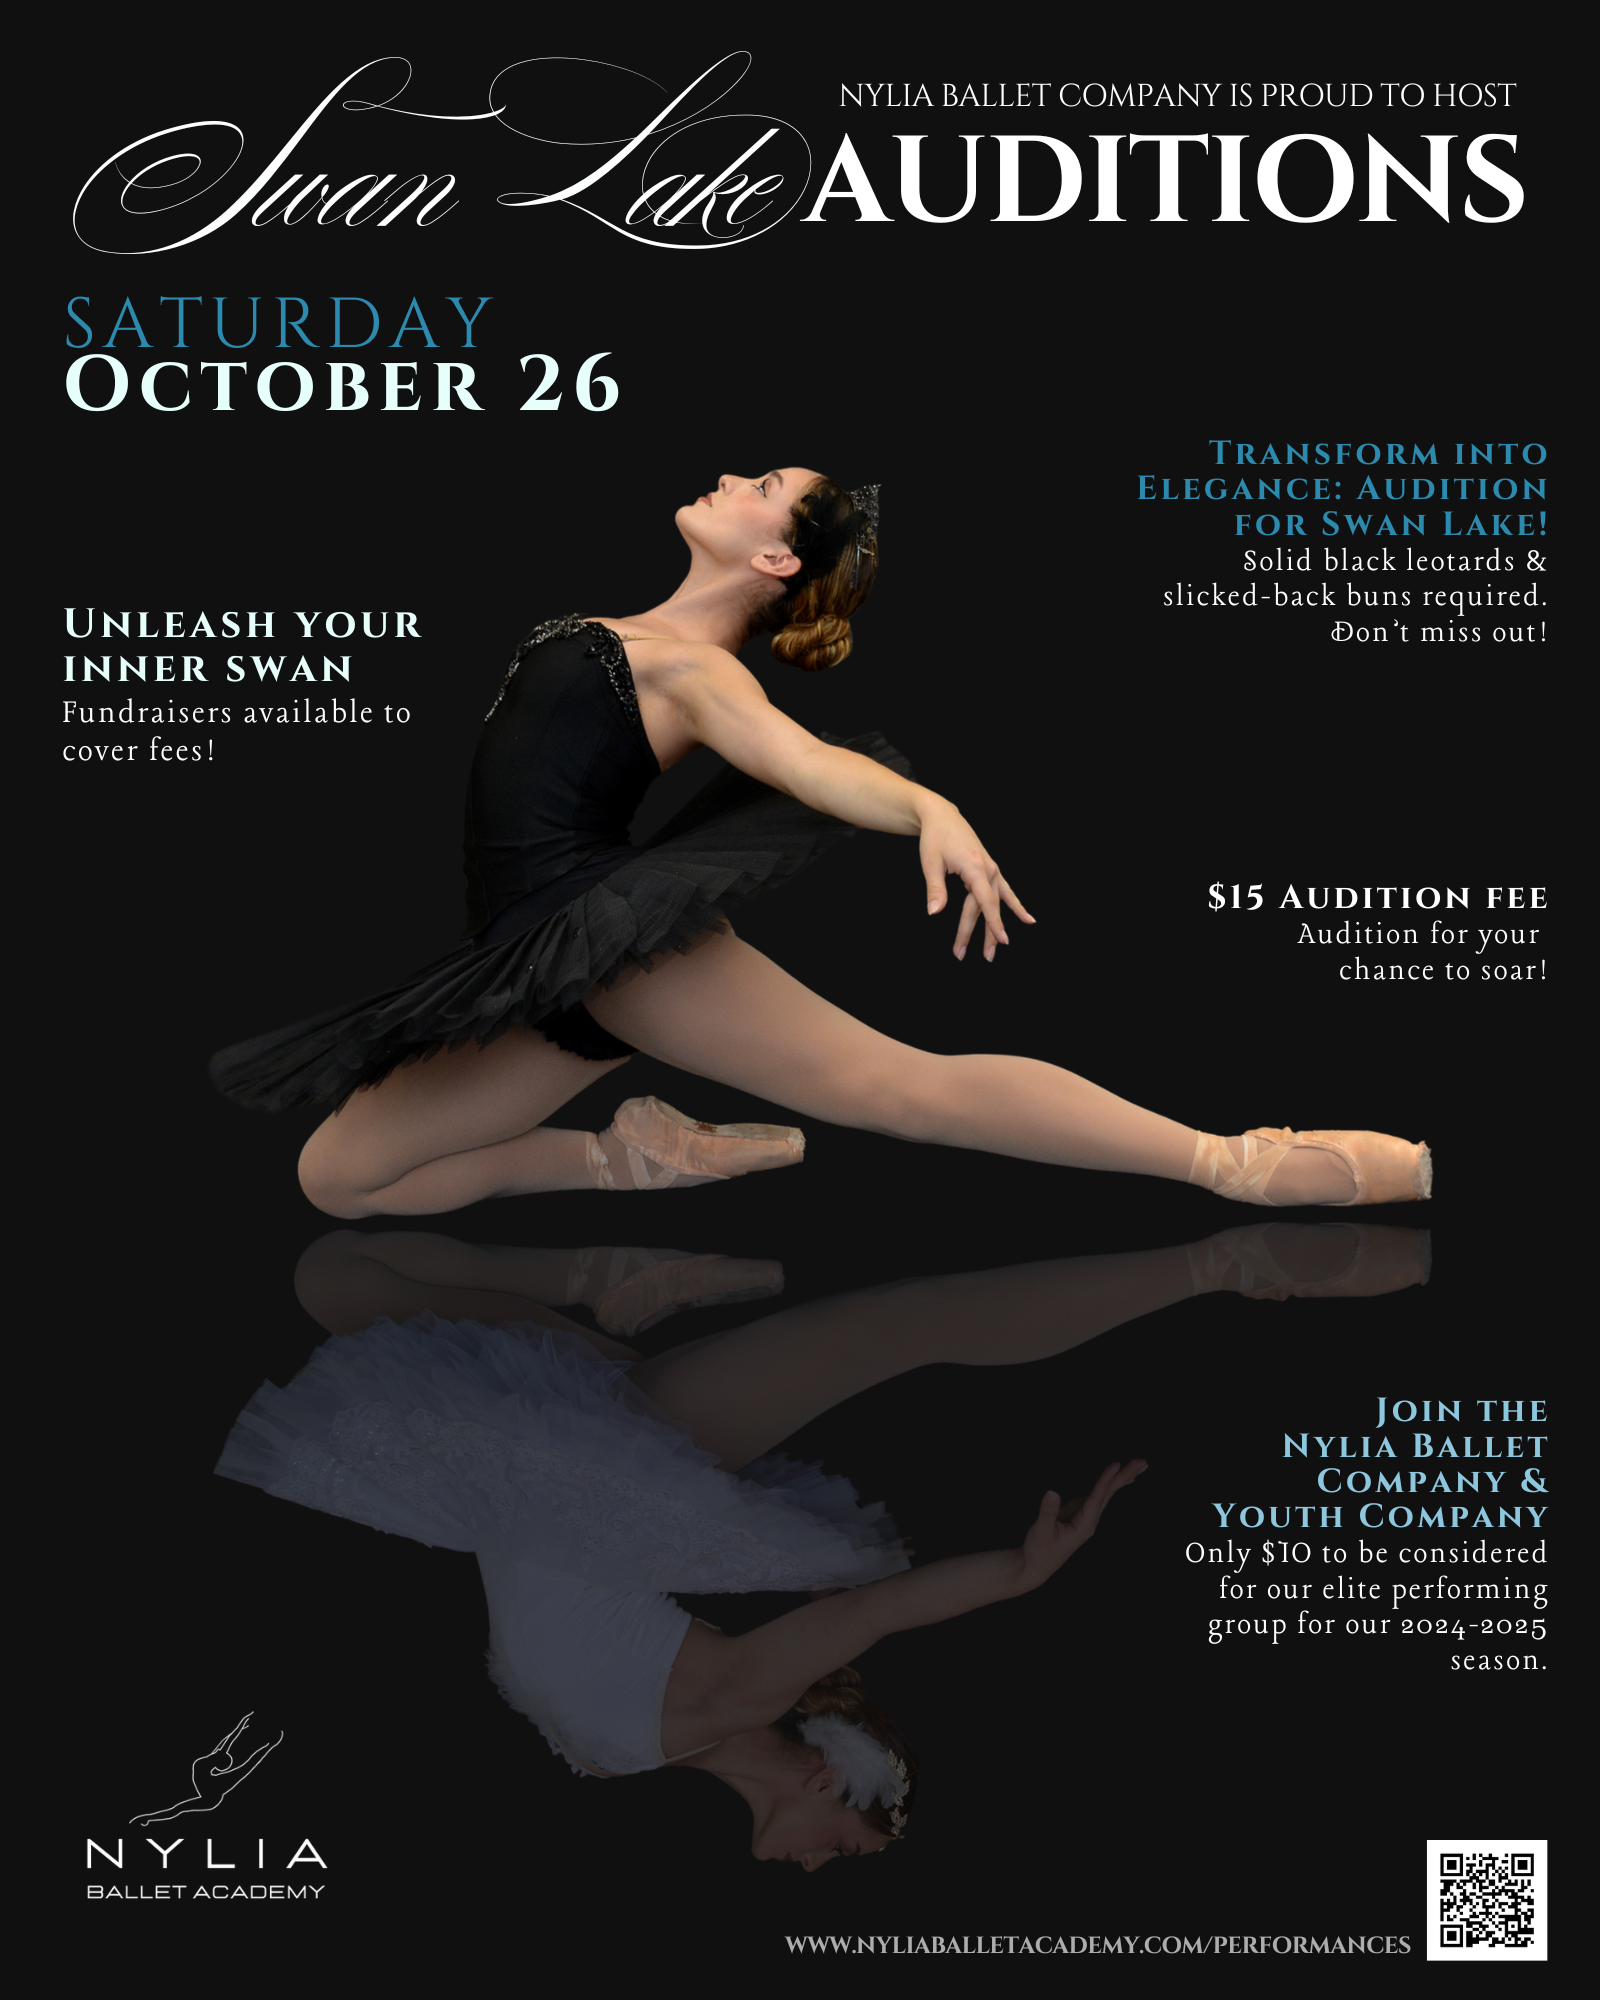 Swan Lake
NYLIA BALLET COMPANY IS PROUD TO HOST
AUDITIONS
SATURDAY
OCTOBER 26
TRANSFORM INTO
ELEGANCE: AUDITION
FOR SWAN LAKE!
Solid black leotards &
slicked-back buns required.
Don't miss out!
UNLEASH YOUR
INNER SWAN
Fundraisers available to
cover fees!
$15 AUDITION FEE
Audition for your
chance to soar!
JOIN THE
NYLIA BALLET
COMPANY &
YOUTH COMPANY
Only $10 to be considered
for our elite performing
group for our 2024-2025
season.
NYLIA
BALLET ACADEMY
WWW.NYLIABALLETACADEMY.COM/PERFORMANCES